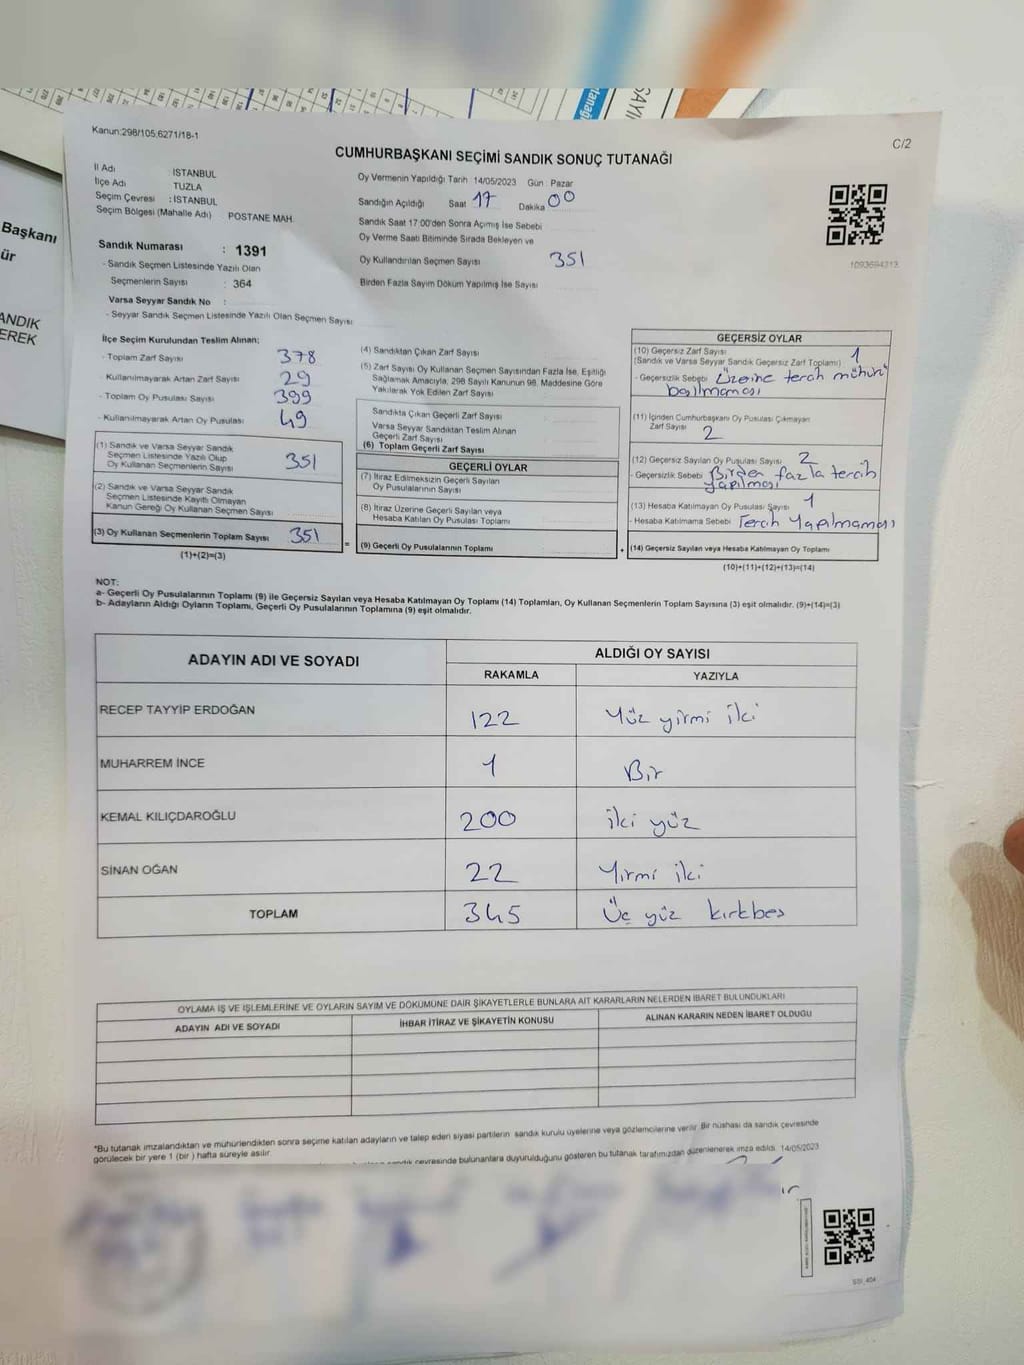 Kanun:298/105,6271/18-1
C/2
CUMHURBAŞKANI SEÇİMİ SANDIK SONUÇ TUTANAĞI
İl Adı : İSTANBUL
İlçe Adı TUZLA
Seçim Çevresi : İSTANBUL
Seçim Bölgesi (Mahalle Adı) POSTANE MAH.
Sandık Numarası : 1391
- Sandık Seçmen Listesinde Yazılı Olan
Seçmenlerin Sayısı : 364
Varsa Seyyar Sandık No :
- Seyyar Sandık Seçmen Listesinde Yazılı Olan Seçmen Sayısı
Oy Vermenin Yapıldığı Tarih 14/05/2023 Gün : Pazar
Sandığın Açıldığı Saat 17 Dakika 00
Sandık Saat 17:00'den Sonra Açımış İse Sebebi
Oy Verme Saati Bitiminde Sırada Bekleyen ve
Oy Kullandırılan Seçmen Sayısı 351
Birden Fazla Sayım Döküm Yapılmış İse Sayısı
1093694313
İlçe Seçim Kurulundan Teslim Alınan;
- Toplam Zarf Sayısı 378
- Kullanılmayarak Artan Zarf Sayısı 29
- Toplam Oy Pusulası Sayısı 399
- Kullanılmayarak Artan Oy Pusulası 49
(1) Sandık ve Varsa Seyyar Sandık
Seçmen Listesinde Yazılı Olup
Oy Kullanan Seçmenlerin Sayısı 351
(2) Sandık ve Varsa Seyyar Sandık
Seçmen Listesinde Kayıtlı Olmayan
Kanun Gereği Oy Kullanan Seçmen Sayısı
(3) Oy Kullanan Seçmenlerin Toplam Sayısı 351
(1)+(2)=(3)
(4) Sandıktan Çıkan Zarf Sayısı
(5) Zarf Sayısı Oy Kullanan Seçmen Sayısından Fazla İse, Eşitliği
Sağlamak Amacıyla, 298 Sayılı Kanunun 98. Maddesine Göre
Yakılarak Yok Edilen Zarf Sayısı
Sandıkta Çıkan Geçerli Zarf Sayısı
Varsa Seyyar Sandıktan Teslim Alınan
Geçerli Zarf Sayısı
(6) Toplam Geçerli Zarf Sayısı
GEÇERLİ OYLAR
(7) İtiraz Edilmeksizin Geçerli Sayılan
Oy Pusulalarının Sayısı
(8) İtiraz Üzerine Geçerli Sayılan veya
Hesaba Katılan Oy Pusulası Toplamı
= (9) Geçerli Oy Pusulalarının Toplamı
GEÇERSİZ OYLAR
(10) Geçersiz Zarf Sayısı 1
(Sandık ve Varsa Seyyar Sandık Geçersiz Zarf Toplamı)
- Geçersizlik Sebebi Üzerine tercih mühürü
basılmaması
(11) İçinden Cumhurbaşkanı Oy Pusulası Çıkmayan
Zarf Sayısı 2
(12) Geçersiz Sayılan Oy Pusulası Sayısı 2
- Geçersizlik Sebebi Birden fazla tercih
yapılması
(13) Hesaba Katılmayan Oy Pusulası Sayısı 1
- Hesaba Katılmama Sebebi Tercih Yapılmaması
+ (14) Geçersiz Sayılan veya Hesaba Katılmayan Oy Toplamı
(10)+(11)+(12)+(13)=(14)
NOT:
a- Geçerli Oy Pusulalarının Toplamı (9) ile Geçersiz Sayılan veya Hesaba Katılmayan Oy Toplamı (14) Toplamları, Oy Kullanan Seçmenlerin Toplam Sayısına (3) eşit olmalıdır. (9)+(14)=(3)
b- Adayların Aldığı Oyların Toplamı, Geçerli Oy Pusulalarının Toplamına (9) eşit olmalıdır.
ADAYIN ADI VE SOYADI
ALDIĞI OY SAYISI
RAKAMLA YAZIYLA
RECEP TAYYİP ERDOĞAN 122 Yüz yirmi iki
MUHARREM İNCE 1 Bir
KEMAL KILIÇDAROĞLU 200 iki yüz
SİNAN OĞAN 22 Yirmi iki
TOPLAM 345 Üç yüz kırkbeş
OYLAMA İŞ VE İŞLEMLERİNE VE OYLARIN SAYIM VE DÖKÜMÜNE DAİR ŞİKAYETLERLE BUNLARA AİT KARARLARIN NELERDEN İBARET BULUNDUKLARI
ADAYIN ADI VE SOYADI
İHBAR İTİRAZ VE ŞİKAYETİN KONUSU
ALINAN KARARIN NEDEN İBARET OLDUĞU
*Bu tutanak imzalandıktan ve mühürlendikten sonra seçime katılan adayların ve talep eden siyasi partilerin sandık kurulu üyelerine veya gözlemcilerine verilir. Bir nüshası da sandık çevresinde
görülecek bir yere 1 (bir ) hafta süreyle asılır.
sandık çevresinde bulunanlara duyurulduğunu gösteren bu tutanak tarafımızdan düzenlenerek imza edildi. 14/05/2023
Başkanı
ür
ANDIK
EREK
tanağı
SAYI